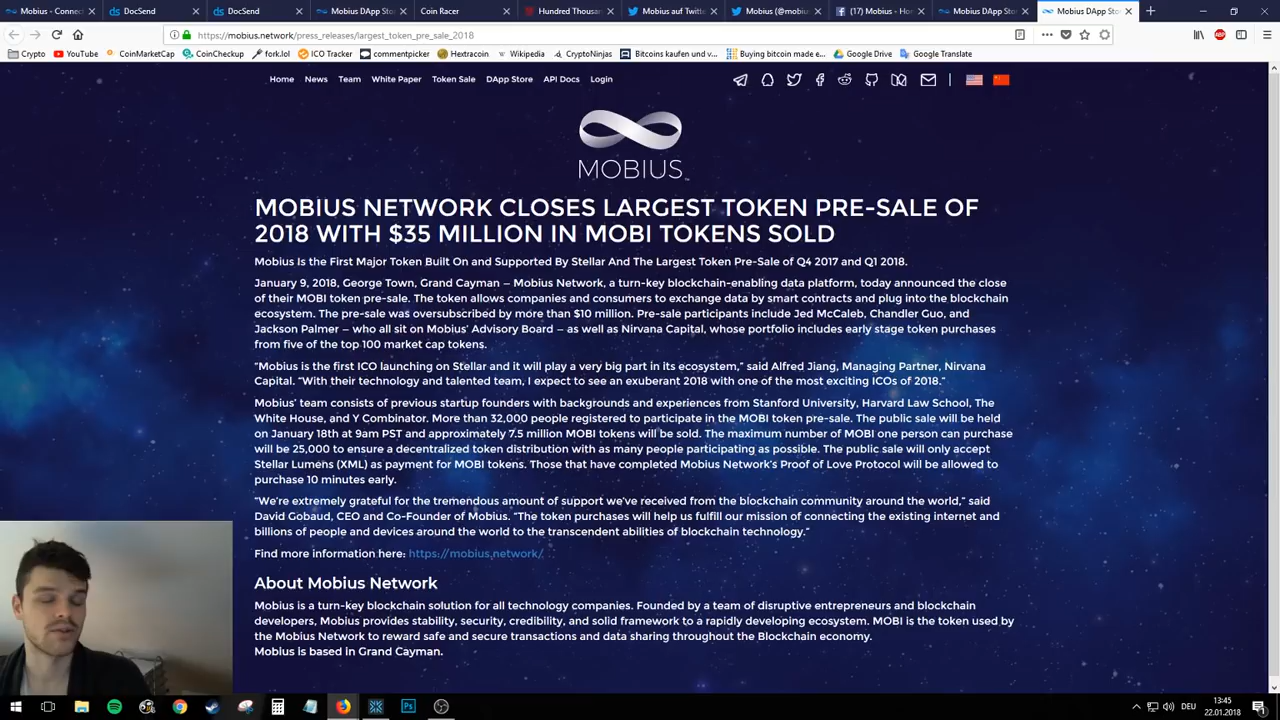 Mobius - Connec
DocSend
DocSend
Mobius DApp Stor
Coin Racer
Hundred Thousan
Mobius auf Twitte
Mobius (@mobiu
(17) Mobius - Hom
Mobius DApp Stor
Mobius DApp Stor
https://mobius.network/press_releases/largest_token_pre_sale_2018
Crypto
YouTube
CoinMarketCap
CoinCheckup
fork.lol
ICO Tracker
commentpicker
Hextraction
Wikipedia
CryptoNinjas
Bitcoins kaufen und v...
Buying bitcoin made e...
Google Drive
Google Translate
Home
News
Team
White Paper
Token Sale
DApp Store
API Docs
Login
MOBIUS
MOBIUS NETWORK CLOSES LARGEST TOKEN PRE-SALE OF
2018 WITH $35 MILLION IN MOBI TOKENS SOLD
Mobius Is the First Major Token Built On and Supported By Stellar And The Largest Token Pre-Sale of Q4 2017 and Q1 2018.
January 9, 2018, George Town, Grand Cayman – Mobius Network, a turn-key blockchain-enabling data platform, today announced the close
of their MOBI token pre-sale. The token allows companies and consumers to exchange data by smart contracts and plug into the blockchain
ecosystem. The pre-sale was oversubscribed by more than $10 million. Pre-sale participants include Jed McCaleb, Chandler Guo, and
Jackson Palmer – who all sit on Mobius' Advisory Board – as well as Nirvana Capital, whose portfolio includes early stage token purchases
from five of the top 100 market cap tokens.
"Mobius is the first ICO launching on Stellar and it will play a very big part in its ecosystem," said Alfred Jiang, Managing Partner, Nirvana
Capital. "With their technology and talented team, I expect to see an exuberant 2018 with one of the most exciting ICOs of 2018."
Mobius' team consists of previous startup founders with backgrounds and experiences from Stanford University, Harvard Law School, The
White House, and Y Combinator. More than 32,000 people registered to participate in the MOBI token pre-sale. The public sale will be held
on January 18th at 9am PST and approximately 7.5 million MOBI tokens will be sold. The maximum number of MOBI one person can purchase
will be 25,000 to ensure a decentralized token distribution with as many people participating as possible. The public sale will only accept
Stellar Lumens (XML) as payment for MOBI tokens. Those that have completed Mobius Network's Proof of Love Protocol will be allowed to
purchase 10 minutes early.
"We're extremely grateful for the tremendous amount of support we've received from the blockchain community around the world," said
David Gobaud, CEO and Co-Founder of Mobius. "The token purchases will help us fulfill our mission of connecting the existing internet and
billions of people and devices around the world to the transcendent abilities of blockchain technology."
Find more information here: https://mobius.network/
About Mobius Network
Mobius is a turn-key blockchain solution for all technology companies. Founded by a team of disruptive entrepreneurs and blockchain
developers, Mobius provides stability, security, credibility, and solid framework to a rapidly developing ecosystem. MOBI is the token used by
the Mobius Network to reward safe and secure transactions and data sharing throughout the Blockchain economy.
Mobius is based in Grand Cayman.
DEU
13:45
22.01.2018